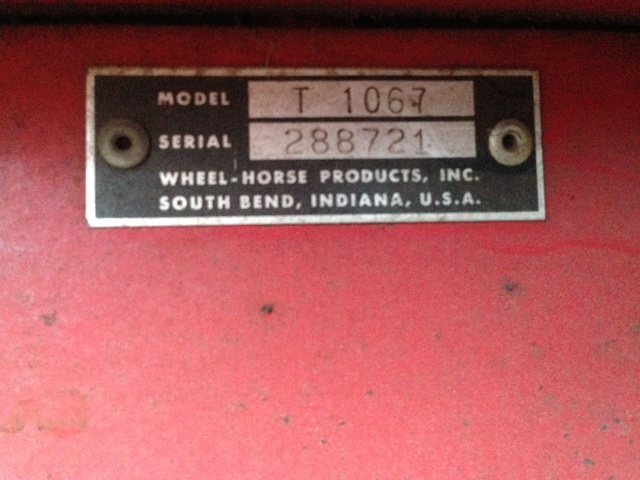 MODEL T 1067
SERIAL 288721
WHEEL-HORSE PRODUCTS, INC.
SOUTH BEND, INDIANA, U.S.A.